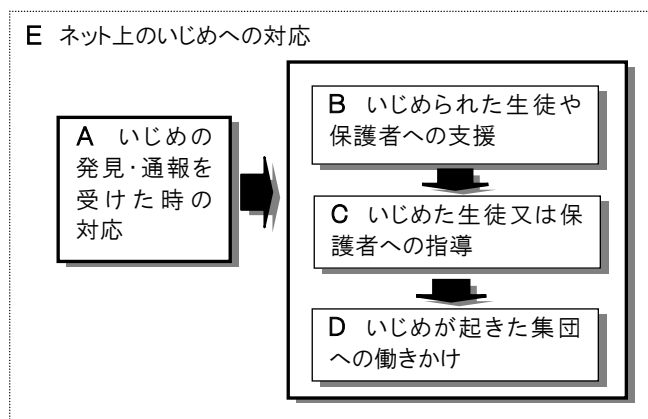 E ネット上のいじめへの対応
A いじめの
発見・通報を
受けた時の
対応
B いじめられた生徒や
保護者への支援
C いじめた生徒又は保
護者への指導
D いじめが起きた集団
への働きかけ